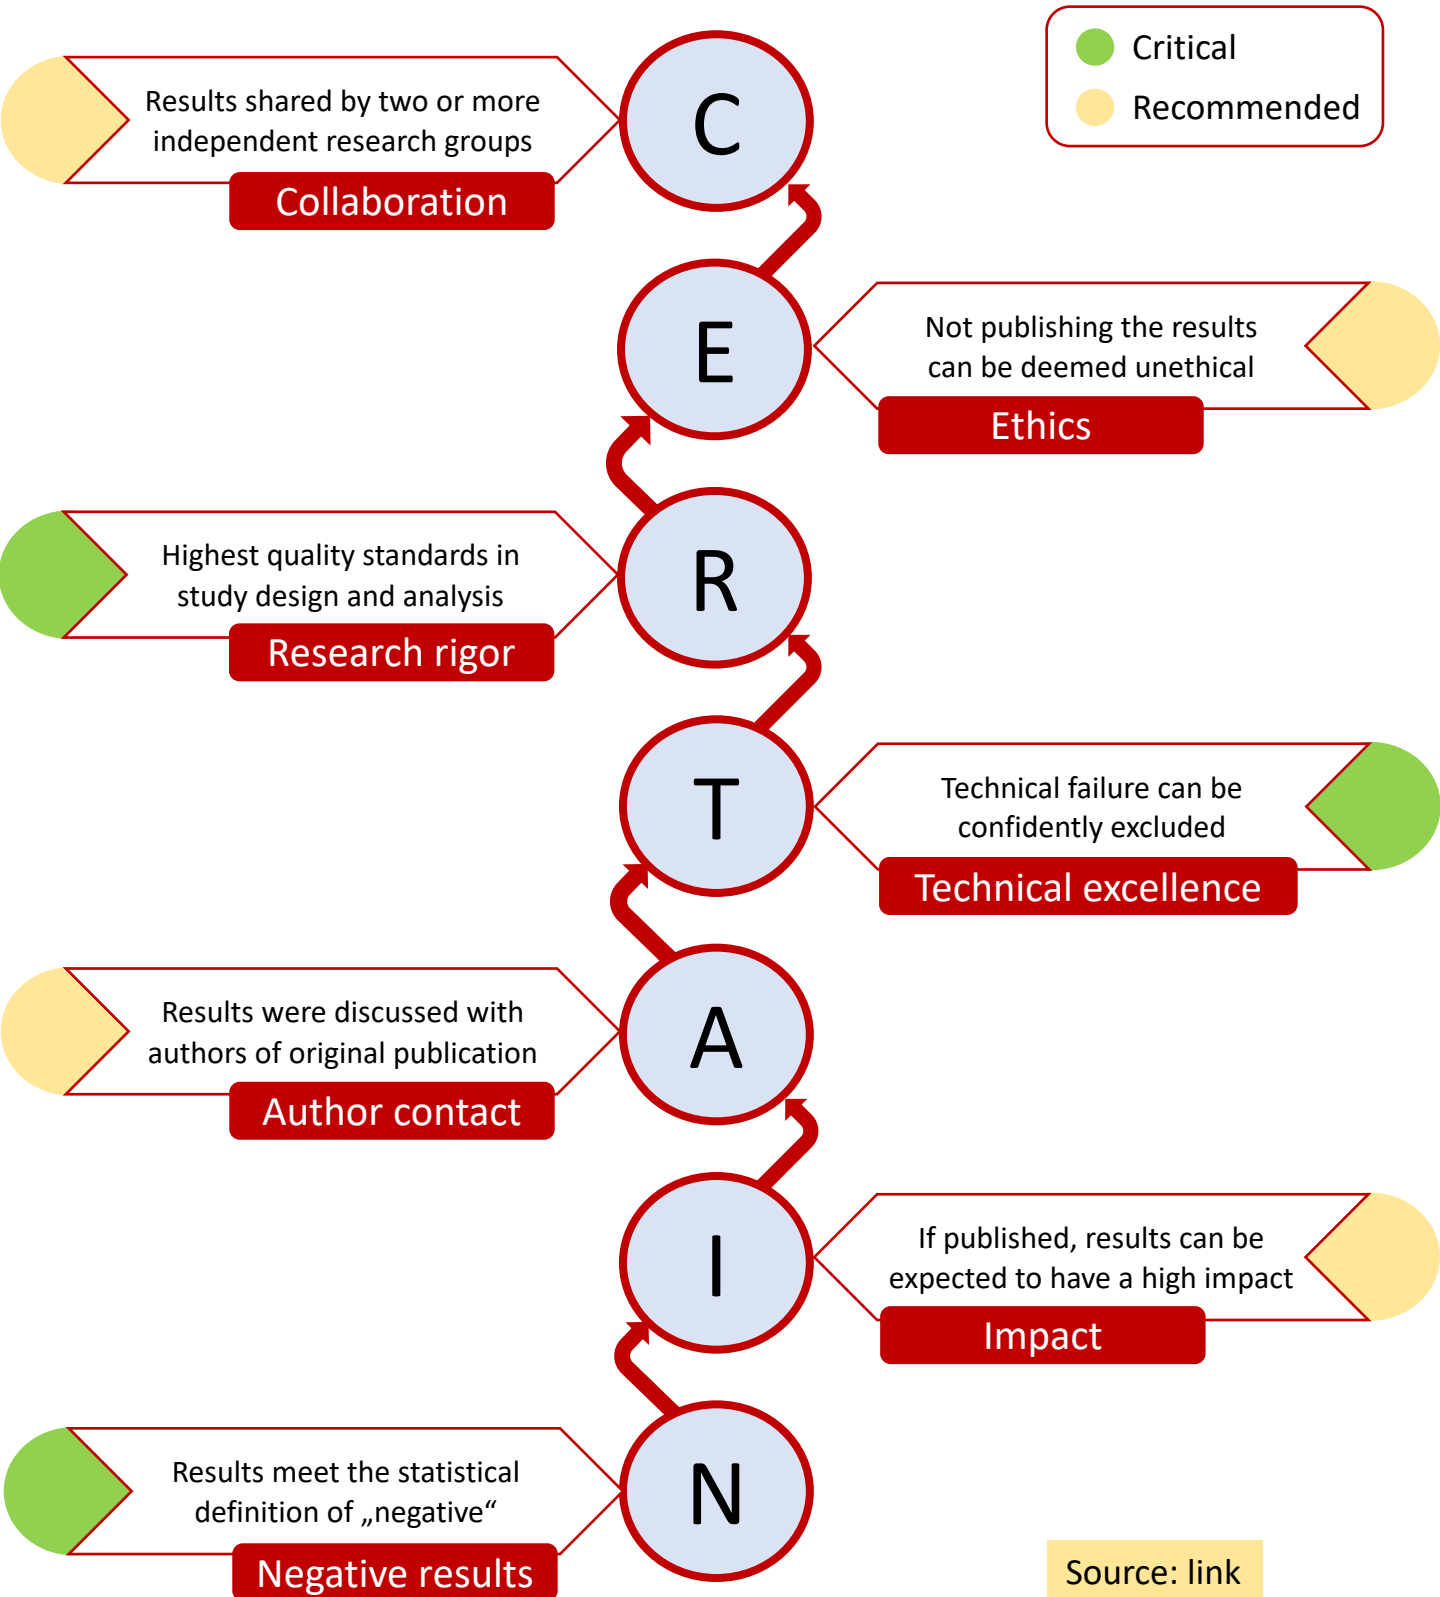 Critical
Recommended
C
Results shared by two or more
independent research groups
Collaboration
E
Not publishing the results
can be deemed unethical
Ethics
R
Highest quality standards in
study design and analysis
Research rigor
T
Technical failure can be
confidently excluded
Technical excellence
A
Results were discussed with
authors of original publication
Author contact
I
If published, results can be
expected to have a high impact
Impact
N
Results meet the statistical
definition of „negative“
Negative results
Source: link